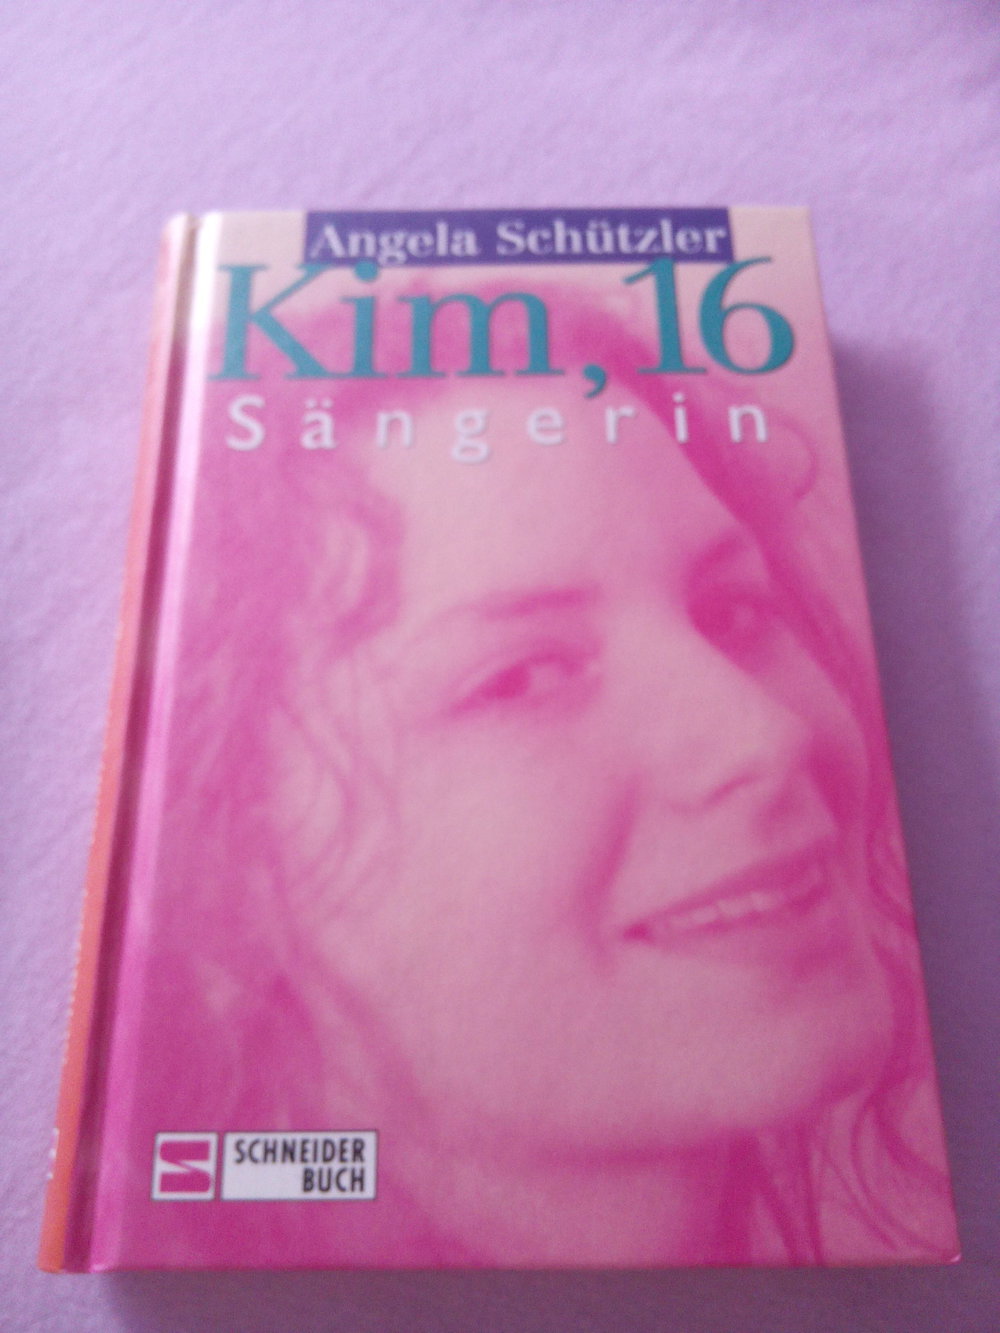 Angela Schützler
Kim, 16
Sängerin
SCHNEIDER
BUCH